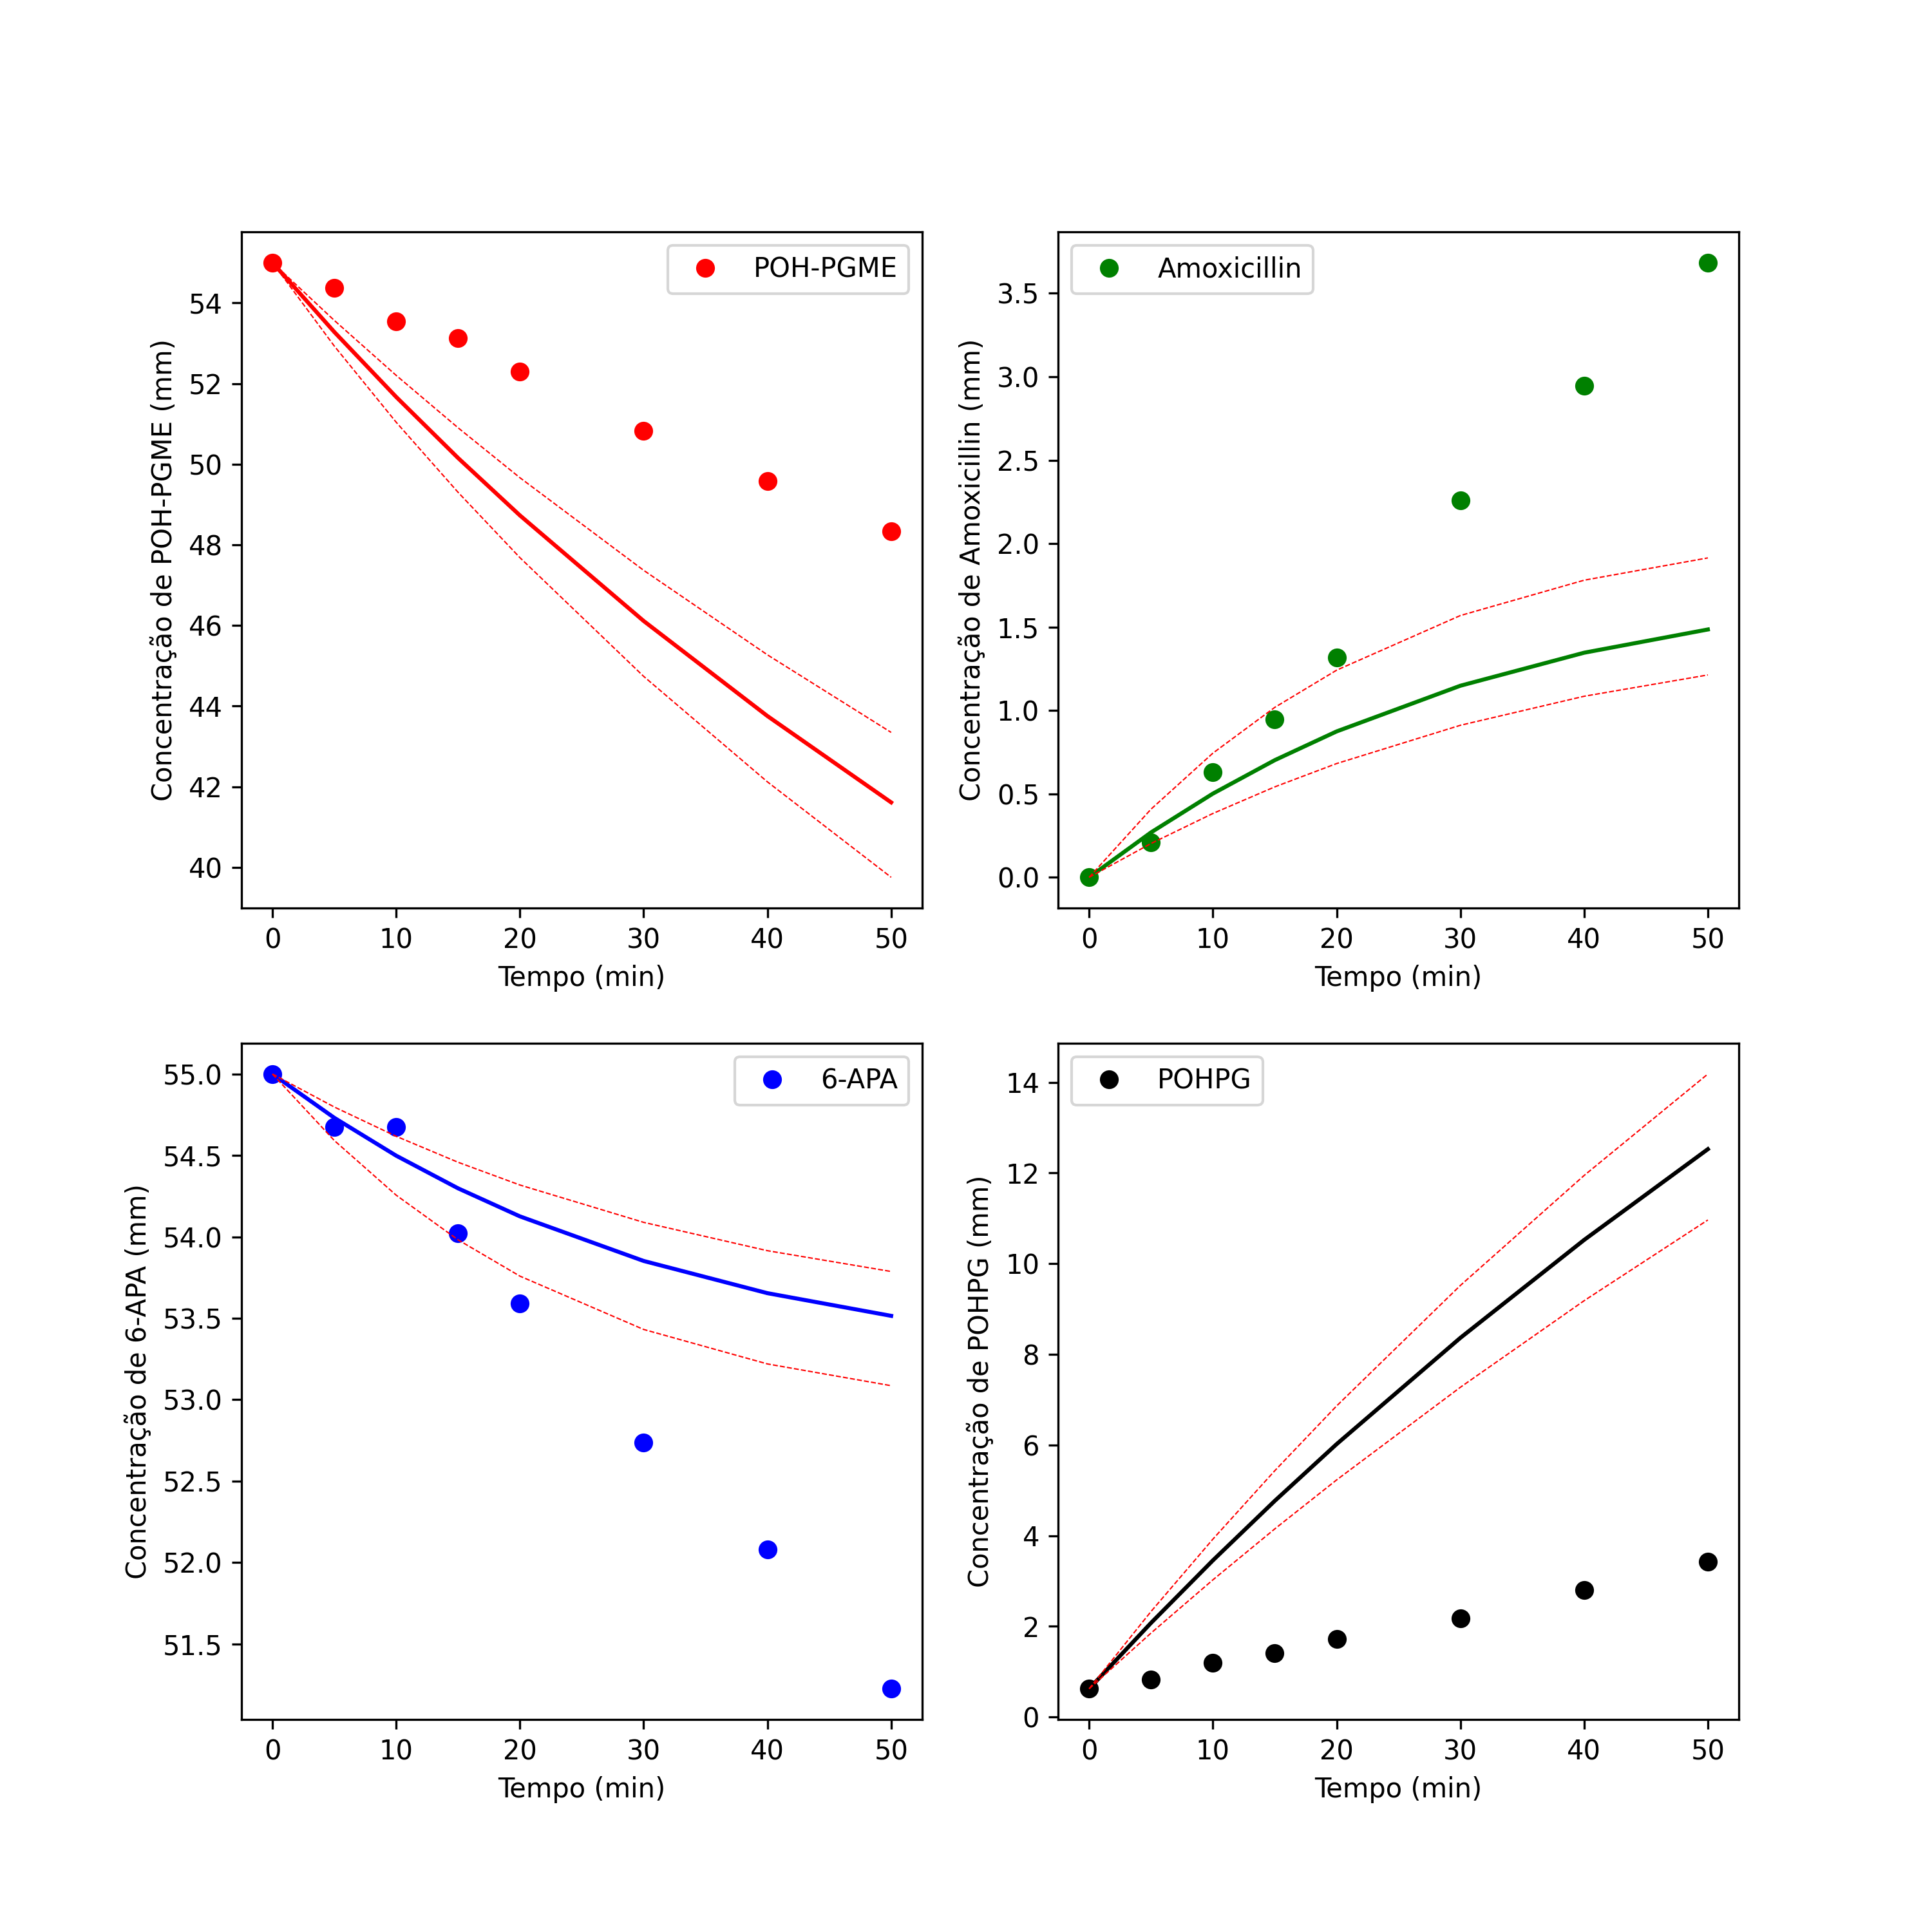 POH-PGME
Concentração de POH-PGME (mm)
54
52
50
48
46
44
42
40
0 10 20 30 40 50
Tempo (min)
Amoxicillin
Concentração de Amoxicillin (mm)
3.5
3.0
2.5
2.0
1.5
1.0
0.5
0.0
0 10 20 30 40 50
Tempo (min)
6-APA
Concentração de 6-APA (mm)
55.0
54.5
54.0
53.5
53.0
52.5
52.0
51.5
0 10 20 30 40 50
Tempo (min)
POHPG
Concentração de POHPG (mm)
14
12
10
8
6
4
2
0
0 10 20 30 40 50
Tempo (min)